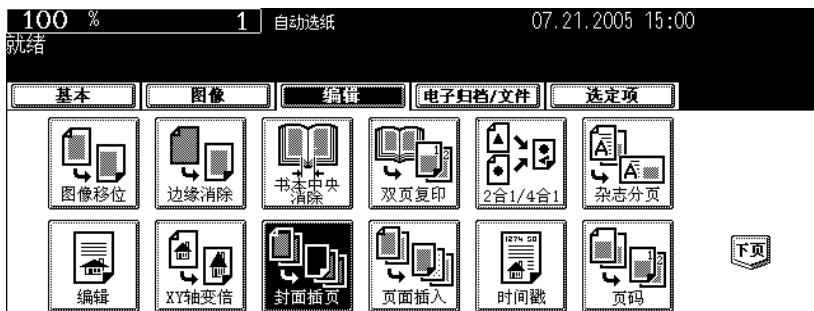 100 % 1 自动选纸 07.21.2005 15:00
就绪
基本 图像 编辑 电子归档/文件 选定项
图像移位 边缘消除 书本中央消除 双页复印 2合1/4合1 杂志分页
编辑 XY轴变倍 封面插页 页面插入 时间戳 页码 下页